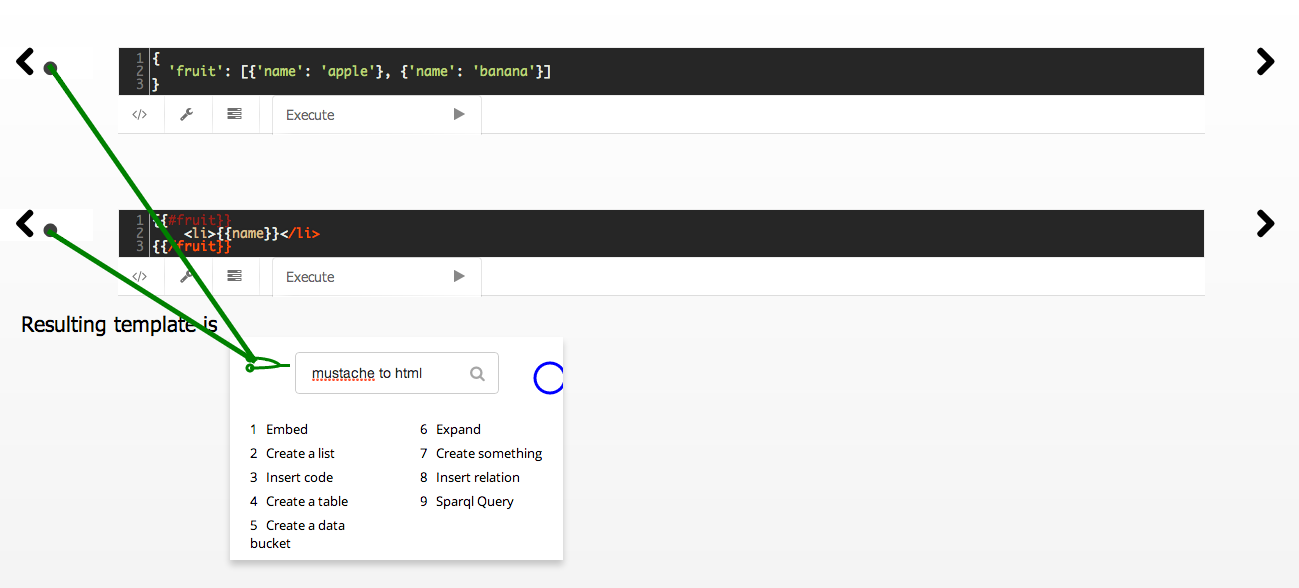 1 {
2   'fruit': [{'name': 'apple'}, {'name': 'banana'}]
3 }
</> Execute
1 {{#fruit}}
2     <li>{{name}}</li>
3 {{/fruit}}
</> Execute
Resulting template is
mustache to html
1 Embed
2 Create a list
3 Insert code
4 Create a table
5 Create a data
bucket
6 Expand
7 Create something
8 Insert relation
9 Sparql Query